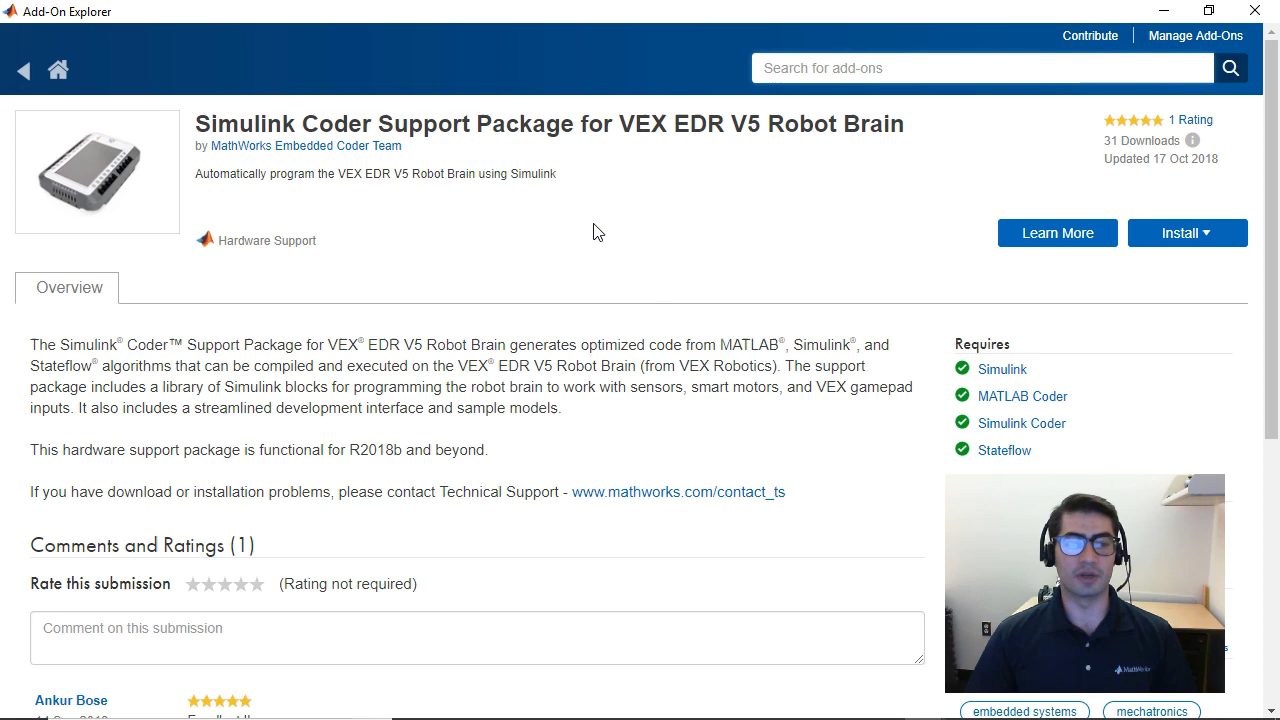 Add-On Explorer
Contribute
Manage Add-Ons
Search for add-ons
Simulink Coder Support Package for VEX EDR V5 Robot Brain
by MathWorks Embedded Coder Team
Automatically program the VEX EDR V5 Robot Brain using Simulink
Hardware Support
1 Rating
31 Downloads
Updated 17 Oct 2018
Learn More
Install
Overview
The Simulink® Coder™ Support Package for VEX® EDR V5 Robot Brain generates optimized code from MATLAB®, Simulink®, and
Stateflow® algorithms that can be compiled and executed on the VEX® EDR V5 Robot Brain (from VEX Robotics). The support
package includes a library of Simulink blocks for programming the robot brain to work with sensors, smart motors, and VEX gamepad
inputs. It also includes a streamlined development interface and sample models.
This hardware support package is functional for R2018b and beyond.
If you have download or installation problems, please contact Technical Support - www.mathworks.com/contact_ts
Requires
Simulink
MATLAB Coder
Simulink Coder
Stateflow
Comments and Ratings (1)
Rate this submission
(Rating not required)
Comment on this submission
Ankur Bose
MathWorks
embedded systems
mechatronics